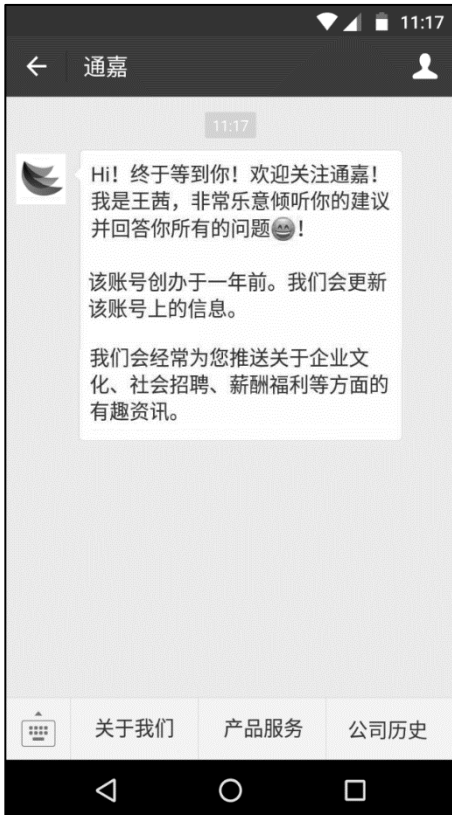 11:17
通嘉
11:17
Hi！终于等到你！欢迎关注通嘉！
我是王茜，非常乐意倾听你的建议
并回答你所有的问题😄！
该账号创办于一年前。我们会更新
该账号上的信息。
我们会经常为您推送关于企业文
化、社会招聘、薪酬福利等方面的
有趣资讯。
关于我们
产品服务
公司历史